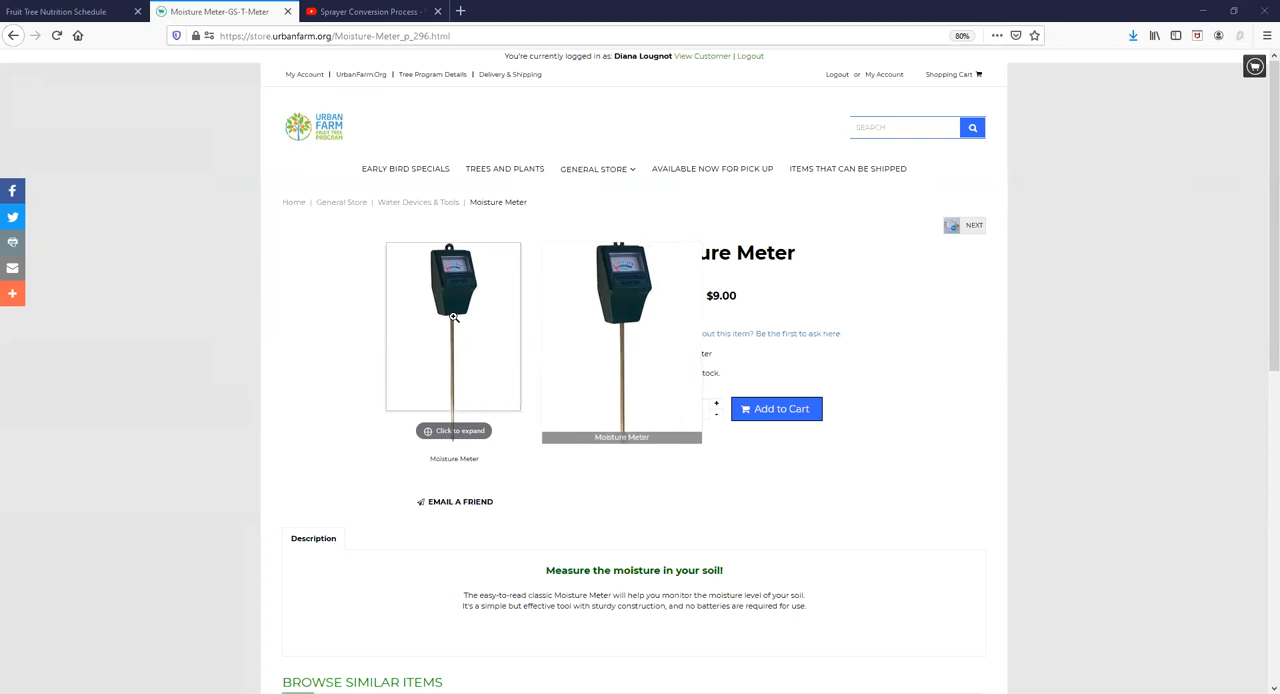 Fruit Tree Nutrition Schedule
Moisture Meter-GS-T-Meter
Sprayer Conversion Process -
https://store.urbanfarm.org/Moisture-Meter_p_296.html
80%
You're currently logged in as: Diana Lougnot View Customer | Logout
My Account | UrbanFarm.Org | Tree Program Details | Delivery & Shipping
Logout or My Account Shopping Cart
URBAN
FARM
FRUIT TREE
PROGRAM
SEARCH
EARLY BIRD SPECIALS TREES AND PLANTS GENERAL STORE AVAILABLE NOW FOR PICK UP ITEMS THAT CAN BE SHIPPED
Home | General Store | Water Devices & Tools | Moisture Meter
NEXT
ure Meter
$9.00
out this item? Be the first to ask here.
ter
stock.
+
-
Add to Cart
Click to expand
Moisture Meter
Moisture Meter
EMAIL A FRIEND
Description
Measure the moisture in your soil!
The easy-to-read classic Moisture Meter will help you monitor the moisture level of your soil.
It's a simple but effective tool with sturdy construction, and no batteries are required for use.
BROWSE SIMILAR ITEMS